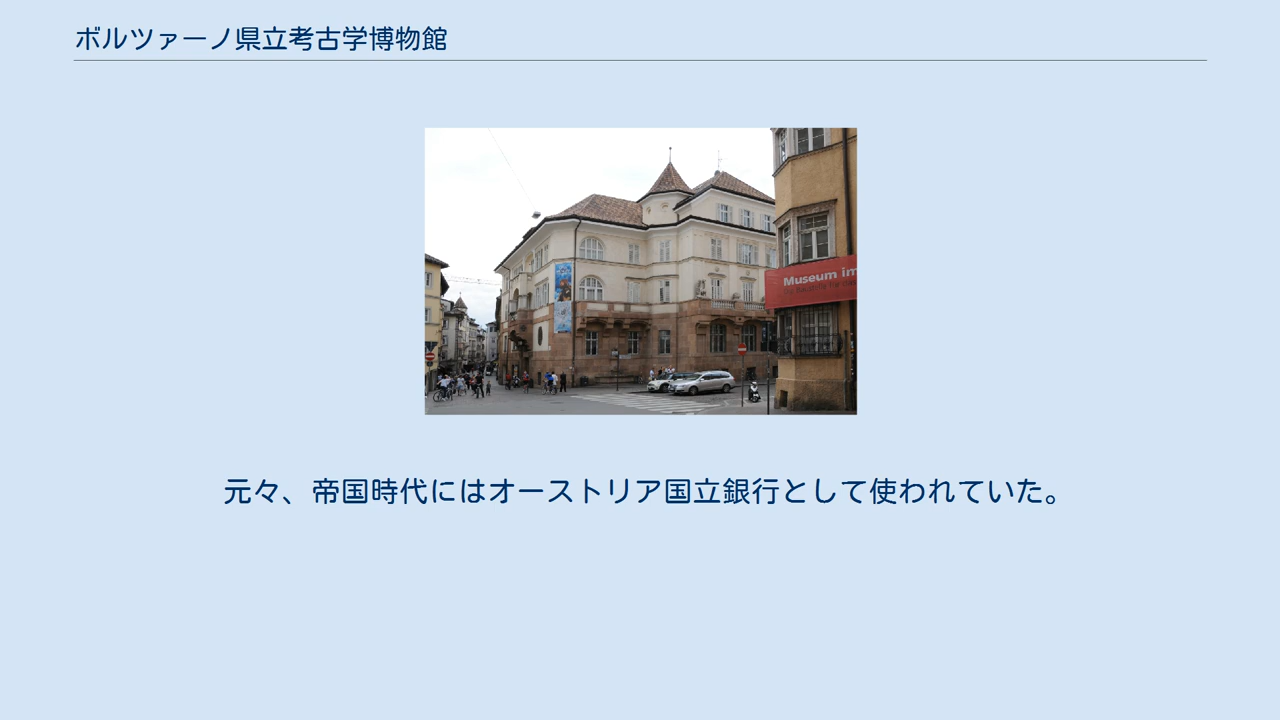 ボルツァーノ県立考古学博物館
Museum im
元々、帝国時代にはオーストリア国立銀行として使われていた。